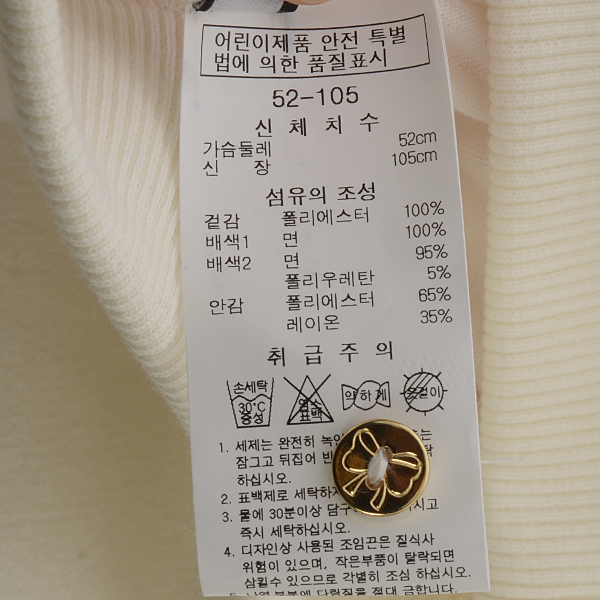 어린이제품 안전 특별
법에 의한 품질표시
52-105
신 체 치 수
가슴둘레 52cm
신 장 105cm
섬유의 조성
겉감 폴리에스터 100%
배색1 면 100%
배색2 면 95%
폴리우레탄 5%
안감 폴리에스터 65%
레이온 35%
취 급 주 의
손세탁
30℃
중성
염소
표백
약하게
옷걸이
1. 세제는 완전히
잠그고 뒤집어
하십시오.
2. 표백제로
3. 물에 30분이상
즉시 세탁하십시오.
4. 디자인상 사용된 조임끈은 질식사
위험이 있으며, 작은부품이 탈락되면
삼킬수 있으므로 각별히 조심 하십시오.